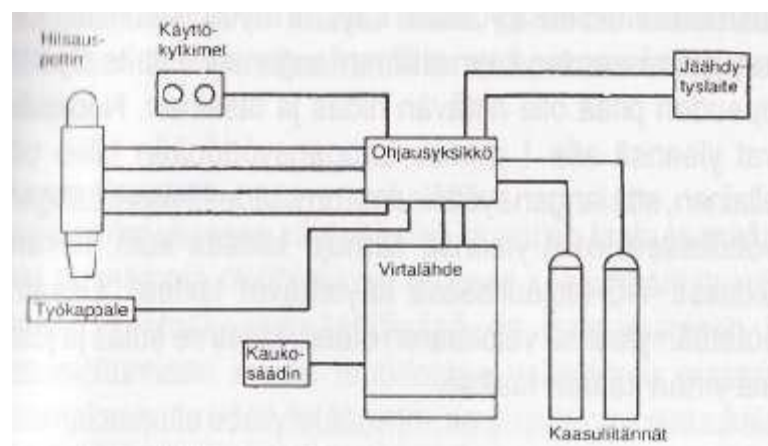 Hitsaus-
poltin
Käyttö-
kytkimet
Jäähdy-
tyslaite
Ohjausyksikkö
Virtalähde
Työkappale
Kauko-
säädin
Kaasuliitännät